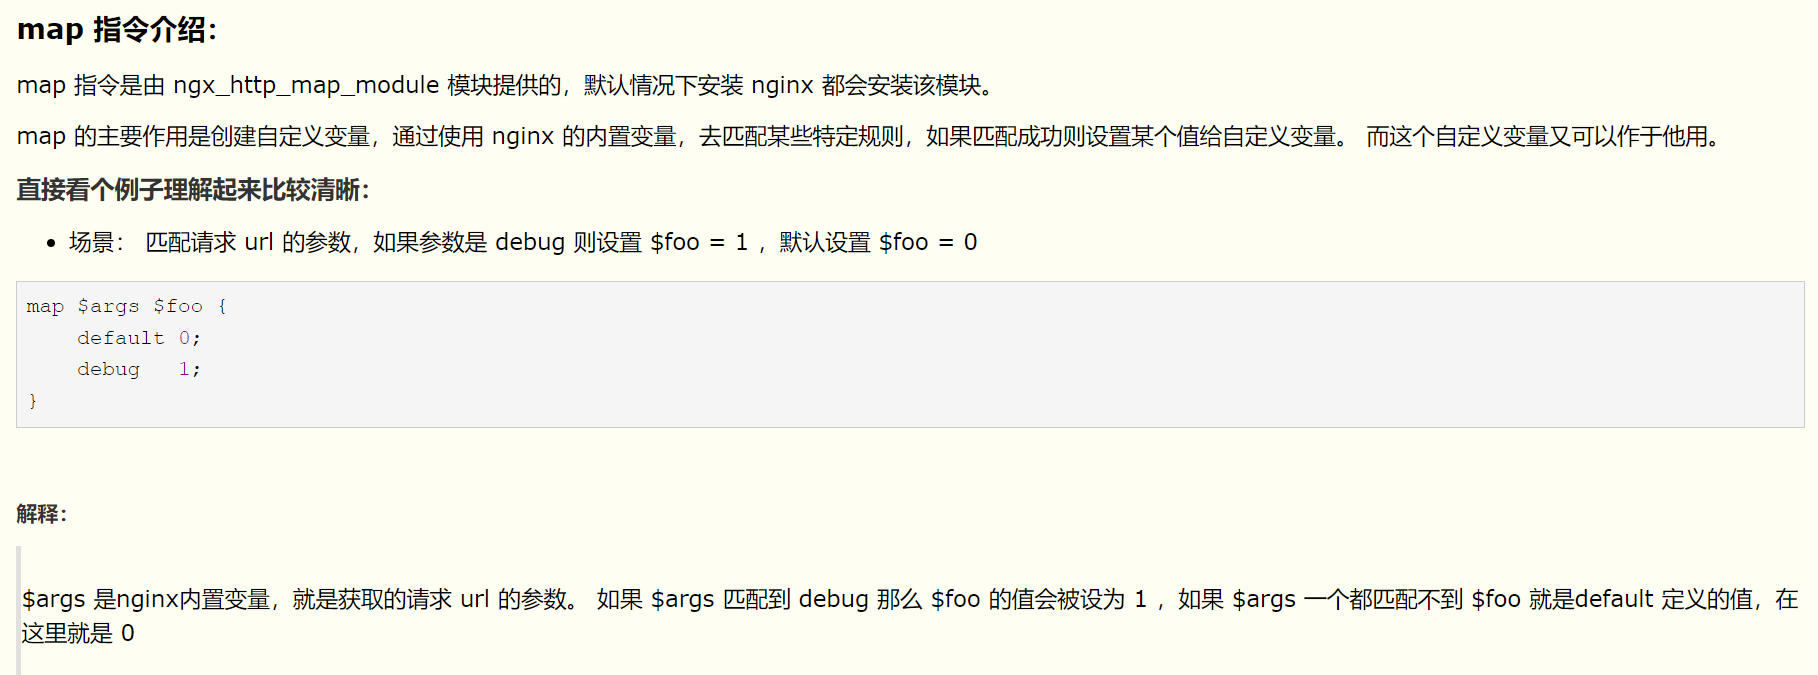 map 指令介绍：
map 指令是由 ngx_http_map_module 模块提供的，默认情况下安装 nginx 都会安装该模块。
map 的主要作用是创建自定义变量，通过使用 nginx 的内置变量，去匹配某些特定规则，如果匹配成功则设置某个值给自定义变量。 而这个自定义变量又可以作于他用。
直接看个例子理解起来比较清晰：
• 场景： 匹配请求 url 的参数，如果参数是 debug 则设置 $foo = 1 ，默认设置 $foo = 0
map $args $foo {
    default 0;
    debug   1;
}
解释：
$args 是nginx内置变量，就是获取的请求 url 的参数。 如果 $args 匹配到 debug 那么 $foo 的值会被设为 1 ，如果 $args 一个都匹配不到 $foo 就是default 定义的值，在
这里就是 0